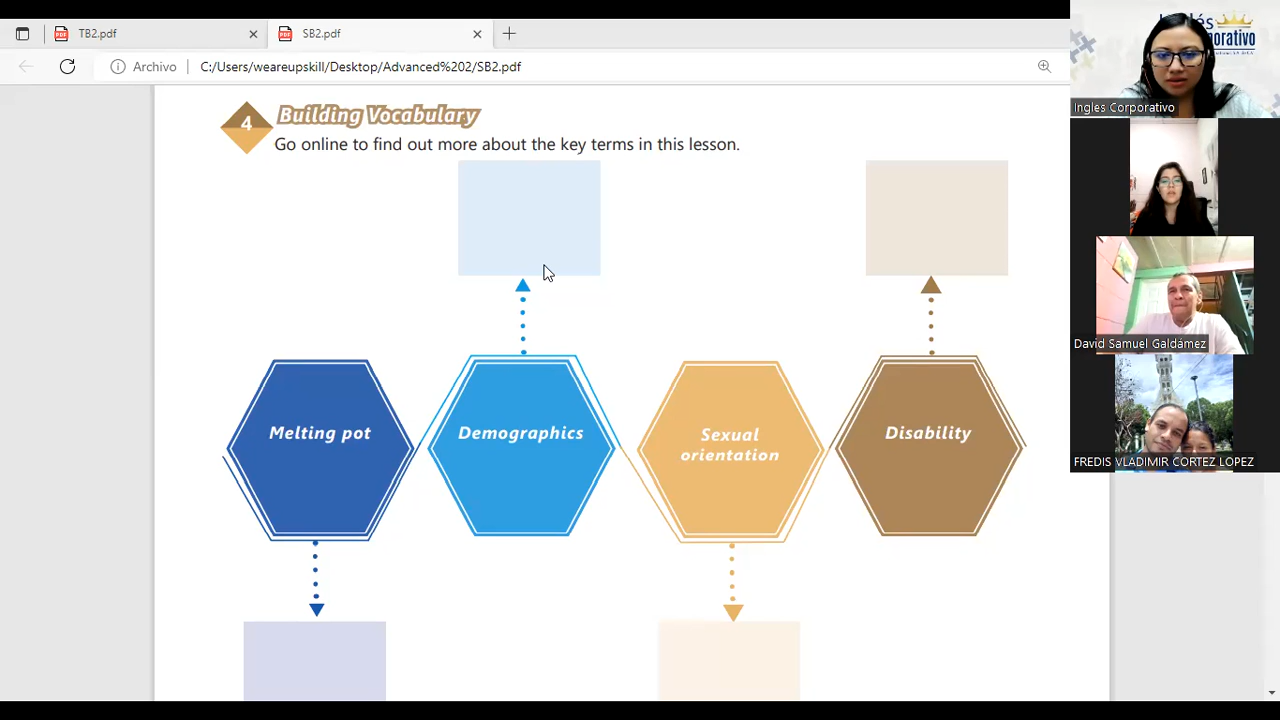 TB2.pdf
SB2.pdf
Archivo
C:/Users/weareupskill/Desktop/Advanced%202/SB2.pdf
4
Building Vocabulary
Go online to find out more about the key terms in this lesson.
Melting pot
Demographics
Sexual
orientation
Disability
Ingles Corporativo
David Samuel Galdámez
FREDIS VLADIMIR CORTEZ LOPEZ